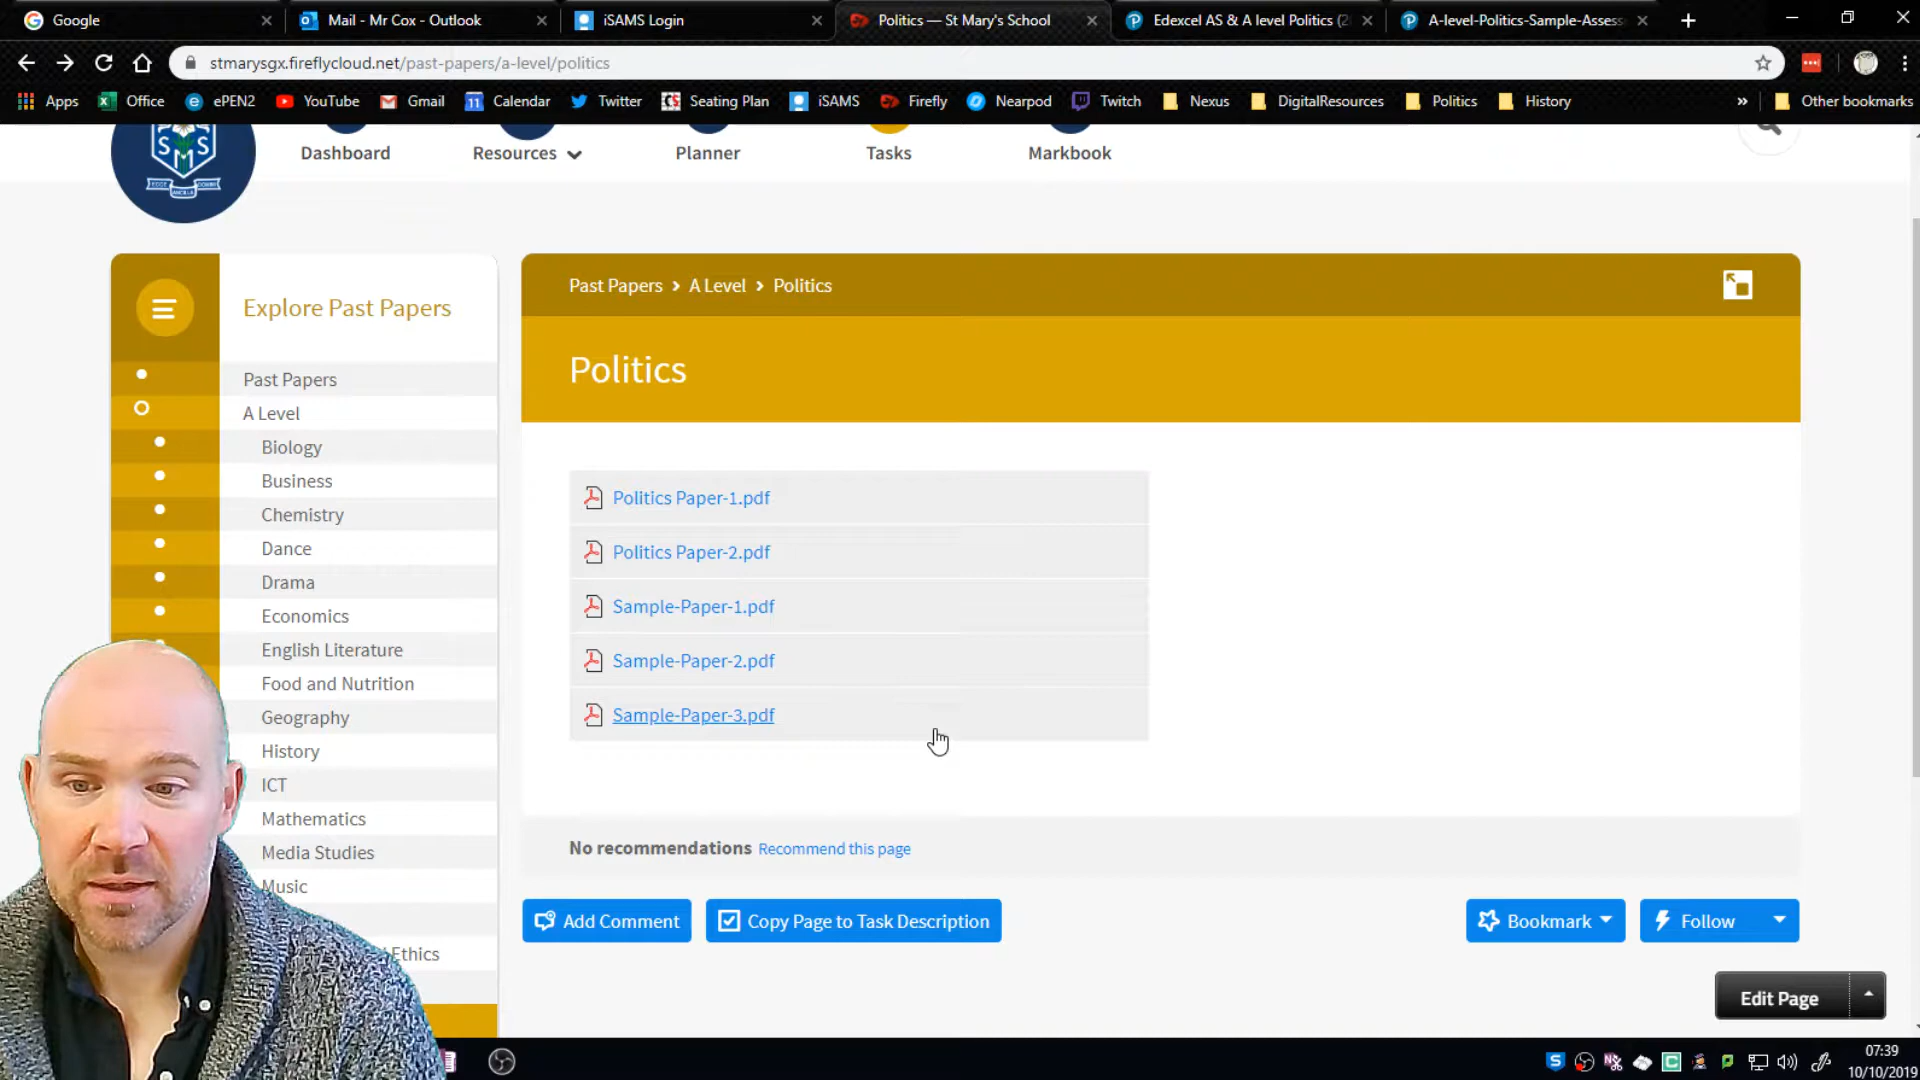 Google
Mail - Mr Cox - Outlook
iSAMS Login
Politics — St Mary's School
Edexcel AS & A level Politics (2
A-level-Politics-Sample-Assess
stmarysgx.fireflycloud.net/past-papers/a-level/politics
Apps
Office
ePEN2
YouTube
Gmail
Calendar
Twitter
Seating Plan
iSAMS
Firefly
Nearpod
Twitch
Nexus
DigitalResources
Politics
History
»
Other bookmarks
S S
M
Dashboard
Resources
Planner
Tasks
Markbook
Explore Past Papers
Past Papers
A Level
Biology
Business
Chemistry
Dance
Drama
Economics
English Literature
Food and Nutrition
Geography
History
ICT
Mathematics
Media Studies
Music
Ethics
Past Papers > A Level > Politics
Politics
Politics Paper-1.pdf
Politics Paper-2.pdf
Sample-Paper-1.pdf
Sample-Paper-2.pdf
Sample-Paper-3.pdf
No recommendations Recommend this page
Add Comment
Copy Page to Task Description
Bookmark
Follow
Edit Page
07:39
10/10/2019